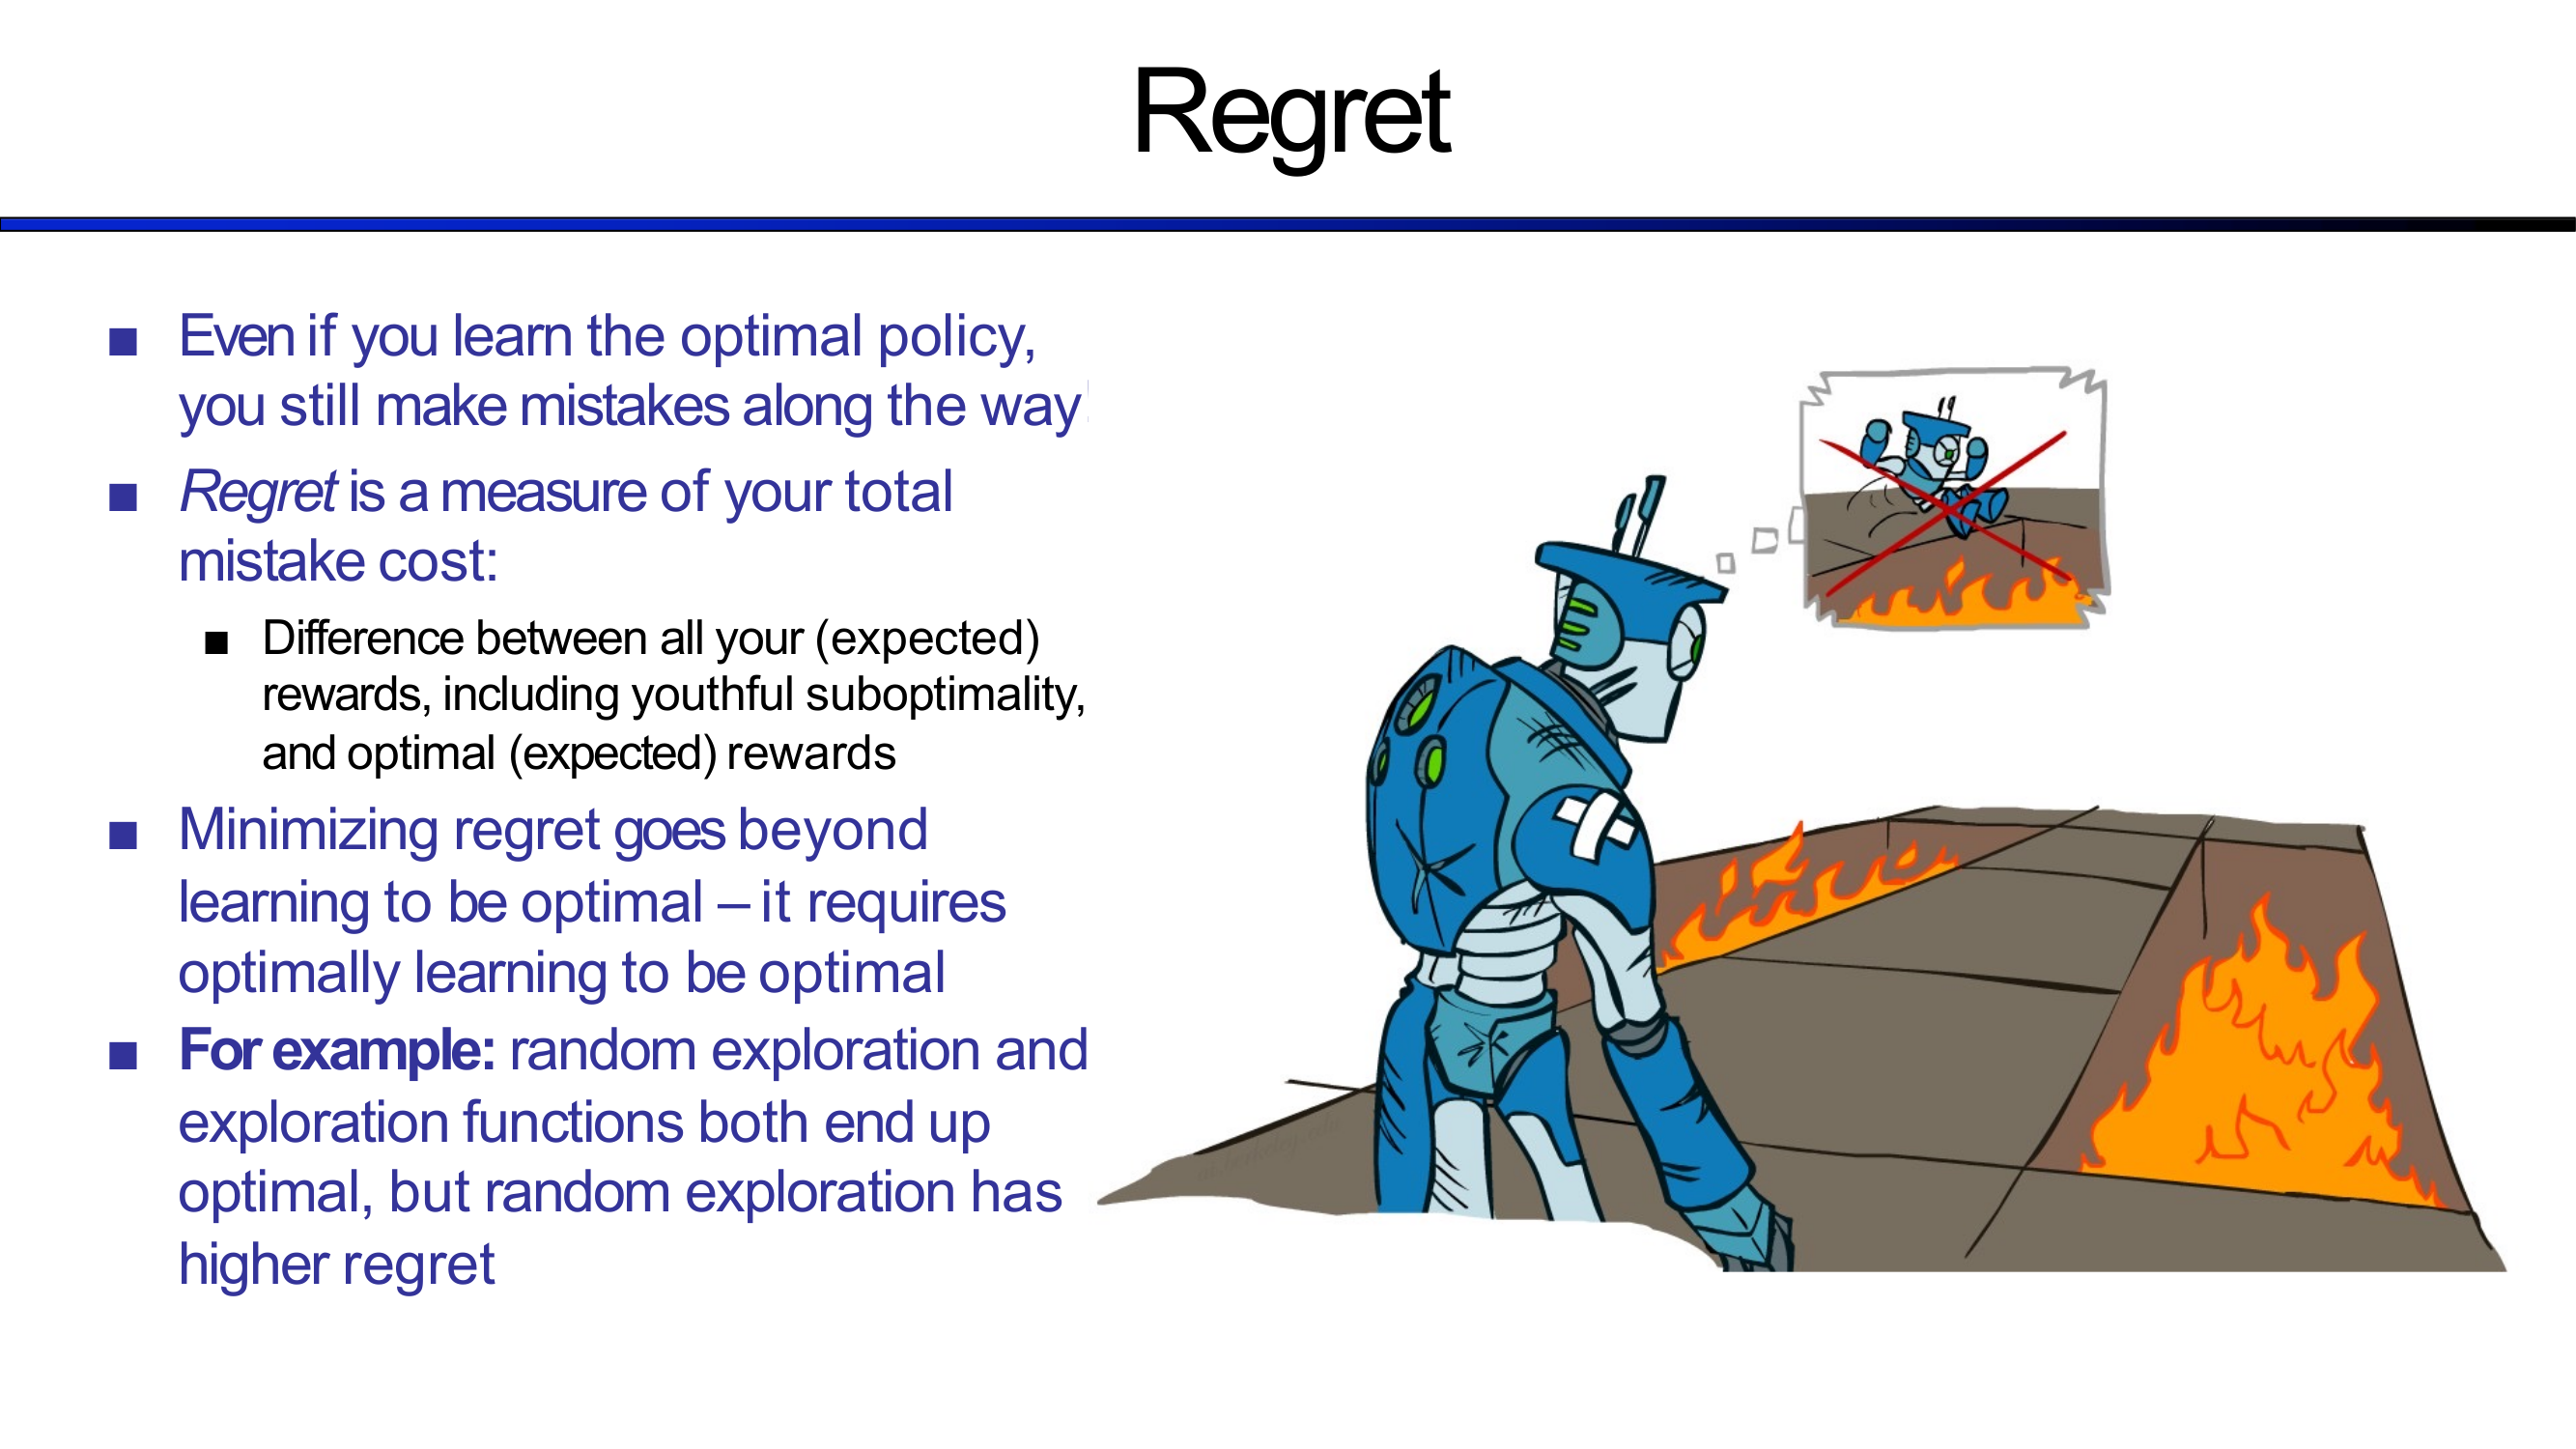 Regret
■ Even if you learn the optimal policy,
you still make mistakes along the way
■ Regret is a measure of your total
mistake cost:
■ Difference between all your (expected)
rewards, including youthful suboptimality,
and optimal (expected) rewards
■ Minimizing regret goes beyond
learning to be optimal – it requires
optimally learning to be optimal
■ For example: random exploration and
exploration functions both end up
optimal, but random exploration has
higher regret